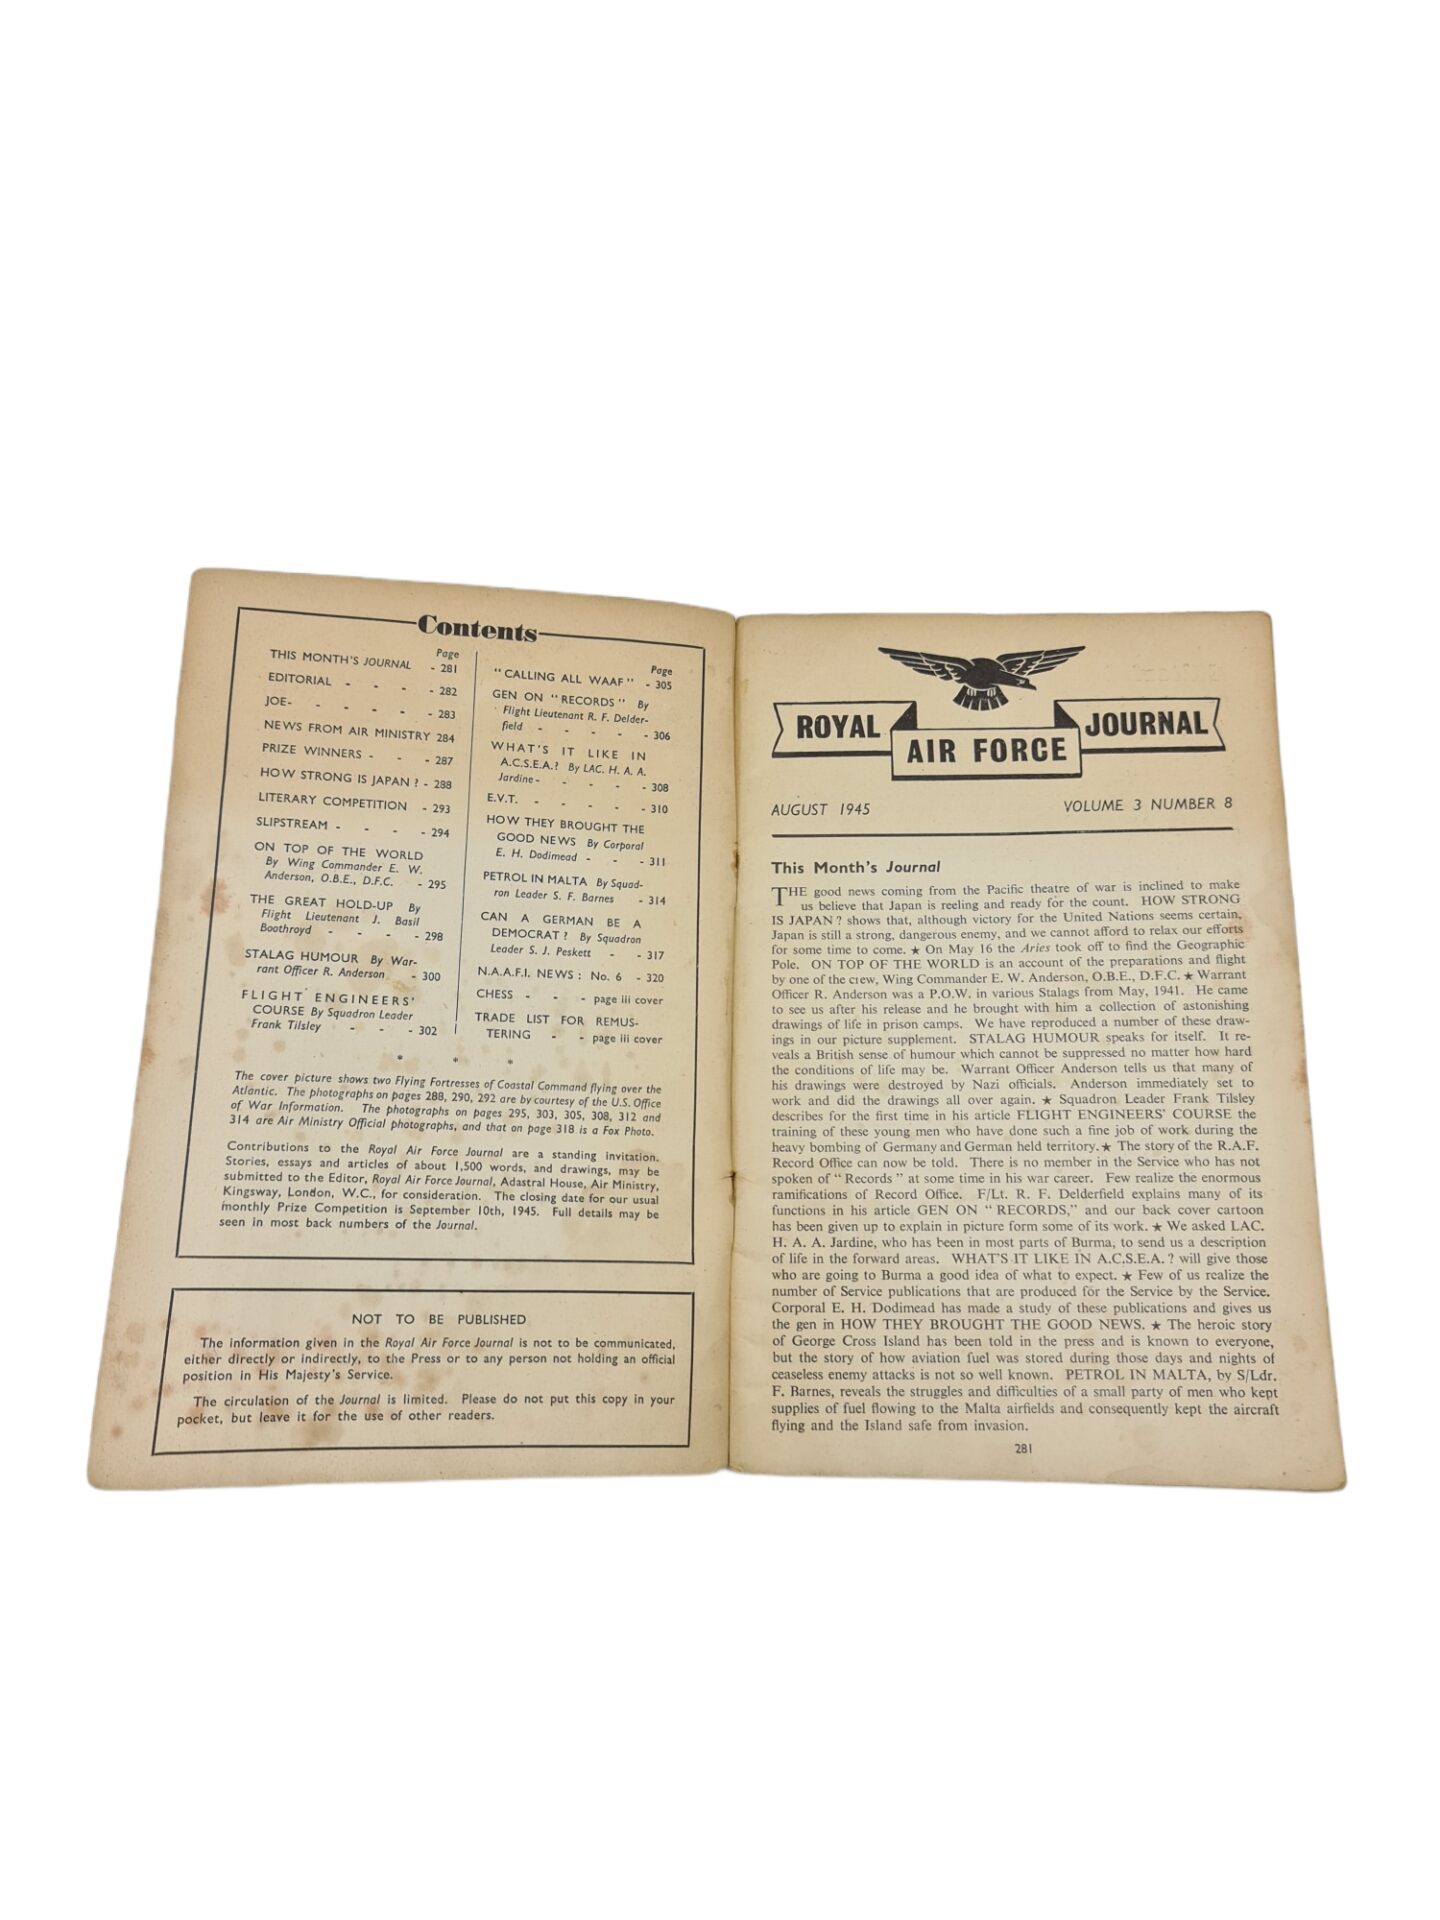 Contents
Page
THIS MONTH'S JOURNAL - 281
EDITORIAL - - - - 282
JOE- - - - - - 283
NEWS FROM AIR MINISTRY 284
PRIZE WINNERS - - - 287
HOW STRONG IS JAPAN ? - 288
LITERARY COMPETITION - 293
SLIPSTREAM - - - - 294
ON TOP OF THE WORLD
By Wing Commander E. W.
Anderson, O.B.E., D.F.C. - 295
THE GREAT HOLD-UP By
Flight Lieutenant J. Basil
Boothroyd - - - - 298
STALAG HUMOUR By War-
rant Officer R. Anderson - 300
FLIGHT ENGINEERS'
COURSE By Squadron Leader
Frank Tilsley - - - 302
Page
"CALLING ALL WAAF" - 305
GEN ON "RECORDS" By
Flight Lieutenant R. F. Delder-
field - - - - - 306
WHAT'S IT LIKE IN
A.C.S.E.A.? By LAC. H. A. A.
Jardine - - - - - 308
E.V.T. - - - - - 310
HOW THEY BROUGHT THE
GOOD NEWS By Corporal
E. H. Dodimead - - - 311
PETROL IN MALTA By Squad-
ron Leader S. F. Barnes - 314
CAN A GERMAN BE A
DEMOCRAT ? By Squadron
Leader S. J. Peskett - - 317
N.A.A.F.I. NEWS : No. 6 - 320
CHESS - - - page iii cover
TRADE LIST FOR REMUS-
TERING - - page iii cover
* * *
The cover picture shows two Flying Fortresses of Coastal Command flying over the
Atlantic. The photographs on pages 288, 290, 292 are by courtesy of the U.S. Office
of War Information. The photographs on pages 295, 303, 305, 308, 312 and
314 are Air Ministry Official photographs, and that on page 318 is a Fox Photo.
Contributions to the Royal Air Force Journal are a standing invitation.
Stories, essays and articles of about 1,500 words, and drawings, may be
submitted to the Editor, Royal Air Force Journal, Adastral House, Air Ministry,
Kingsway, London, W.C., for consideration. The closing date for our usual
monthly Prize Competition is September 10th, 1945. Full details may be
seen in most back numbers of the Journal.
NOT TO BE PUBLISHED
The information given in the Royal Air Force Journal is not to be communicated,
either directly or indirectly, to the Press or to any person not holding an official
position in His Majesty's Service.
The circulation of the Journal is limited. Please do not put this copy in your
pocket, but leave it for the use of other readers.
ROYAL AIR FORCE JOURNAL
AUGUST 1945 VOLUME 3 NUMBER 8
This Month's Journal
THE good news coming from the Pacific theatre of war is inclined to make
us believe that Japan is reeling and ready for the count. HOW STRONG
IS JAPAN ? shows that, although victory for the United Nations seems certain,
Japan is still a strong, dangerous enemy, and we cannot afford to relax our efforts
for some time to come. ★ On May 16 the Aries took off to find the Geographic
Pole. ON TOP OF THE WORLD is an account of the preparations and flight
by one of the crew, Wing Commander E. W. Anderson, O.B.E., D.F.C. ★ Warrant
Officer R. Anderson was a P.O.W. in various Stalags from May, 1941. He came
to see us after his release and he brought with him a collection of astonishing
drawings of life in prison camps. We have reproduced a number of these draw-
ings in our picture supplement. STALAG HUMOUR speaks for itself. It re-
veals a British sense of humour which cannot be suppressed no matter how hard
the conditions of life may be. Warrant Officer Anderson tells us that many of
his drawings were destroyed by Nazi officials. Anderson immediately set to
work and did the drawings all over again. ★ Squadron Leader Frank Tilsley
describes for the first time in his article FLIGHT ENGINEERS' COURSE the
training of these young men who have done such a fine job of work during the
heavy bombing of Germany and German held territory. ★ The story of the R.A.F.
Record Office can now be told. There is no member in the Service who has not
spoken of "Records" at some time in his war career. Few realize the enormous
ramifications of Record Office. F/Lt. R. F. Delderfield explains many of its
functions in his article GEN ON "RECORDS," and our back cover cartoon
has been given up to explain in picture form some of its work. ★ We asked LAC.
H. A. A. Jardine, who has been in most parts of Burma, to send us a description
of life in the forward areas. WHAT'S IT LIKE IN A.C.S.E.A. ? will give those
who are going to Burma a good idea of what to expect. ★ Few of us realize the
number of Service publications that are produced for the Service by the Service.
Corporal E. H. Dodimead has made a study of these publications and gives us
the gen in HOW THEY BROUGHT THE GOOD NEWS. ★ The heroic story
of George Cross Island has been told in the press and is known to everyone,
but the story of how aviation fuel was stored during those days and nights of
ceaseless enemy attacks is not so well known. PETROL IN MALTA, by S/Ldr.
F. Barnes, reveals the struggles and difficulties of a small party of men who kept
supplies of fuel flowing to the Malta airfields and consequently kept the aircraft
flying and the Island safe from invasion.
281